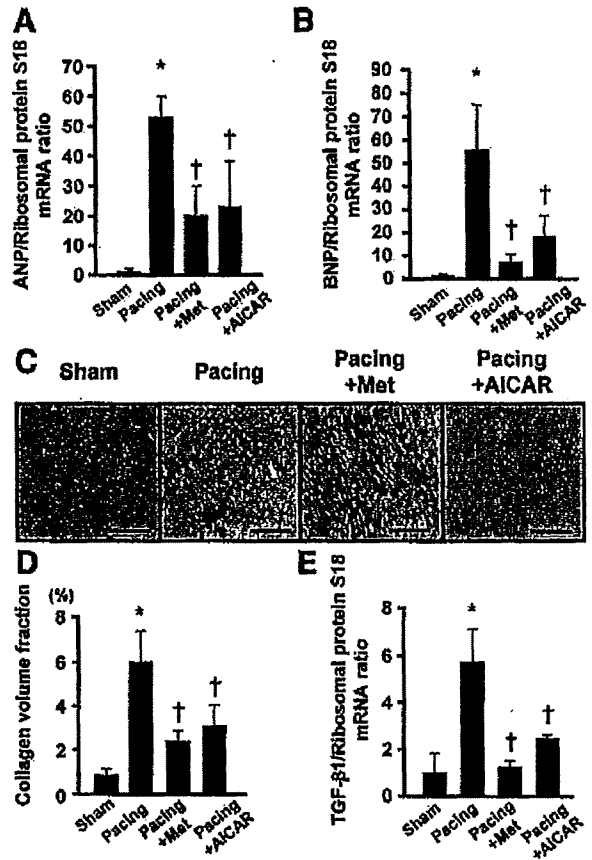 A
ANP/Ribosomal protein S18
mRNA ratio
70
60
50
40
30
20
10
0
*
†
†
Sham
Pacing
Pacing
+Met
Pacing
+AICAR
B
BNP/Ribosomal protein S18
mRNA ratio
90
80
70
60
50
40
30
20
10
0
*
†
†
Sham
Pacing
Pacing
+Met
Pacing
+AICAR
C
Sham
Pacing
Pacing
+Met
Pacing
+AICAR
D
(%)
Collagen volume fraction
8
6
4
2
0
*
†
†
Sham
Pacing
Pacing
+Met
Pacing
+AICAR
E
TGF-β1/Ribosomal protein S18
mRNA ratio
8
6
4
2
0
*
†
†
Sham
Pacing
Pacing
+Met
Pacing
+AICAR